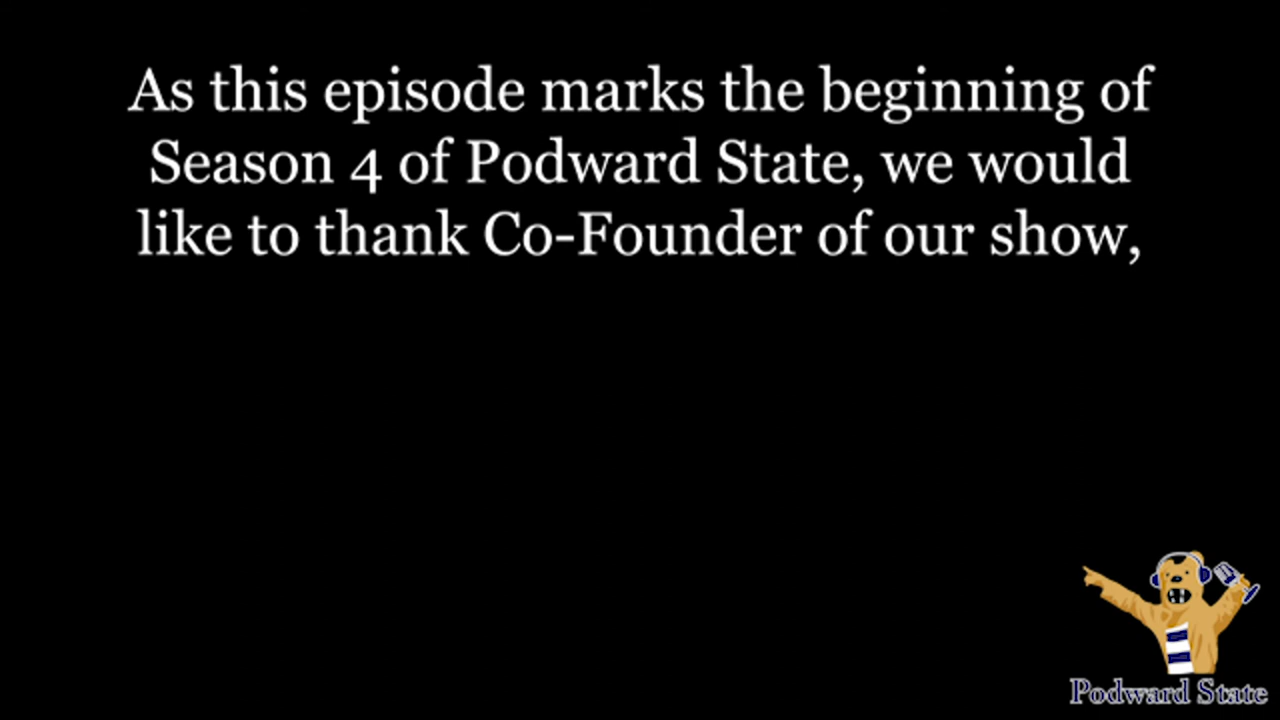 As this episode marks the beginning of
Season 4 of Podward State, we would
like to thank Co-Founder of our show,
Podward State